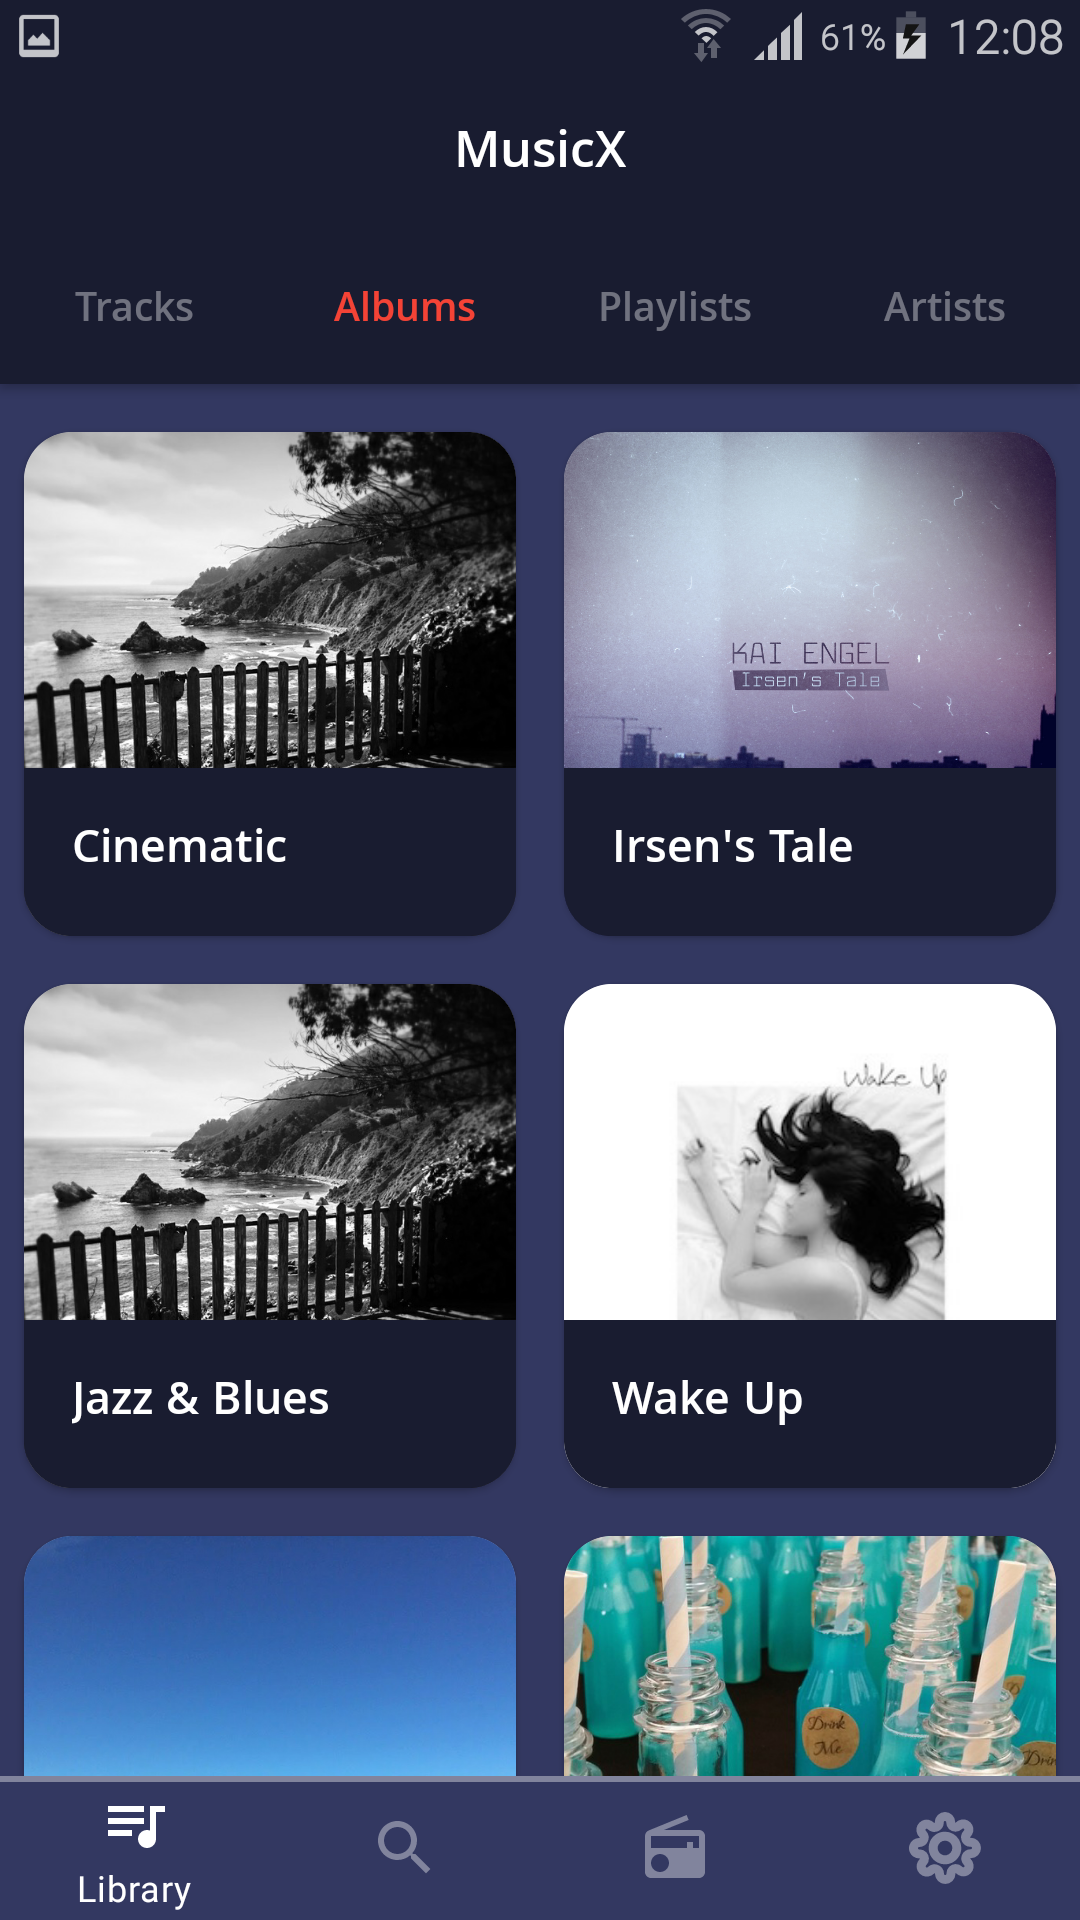 61% 12:08
MusicX
Tracks Albums Playlists Artists
KAI ENGEL
Irsen's Tale
Cinematic Irsen's Tale
Wake Up
Jazz & Blues Wake Up
Drink
Me
Library